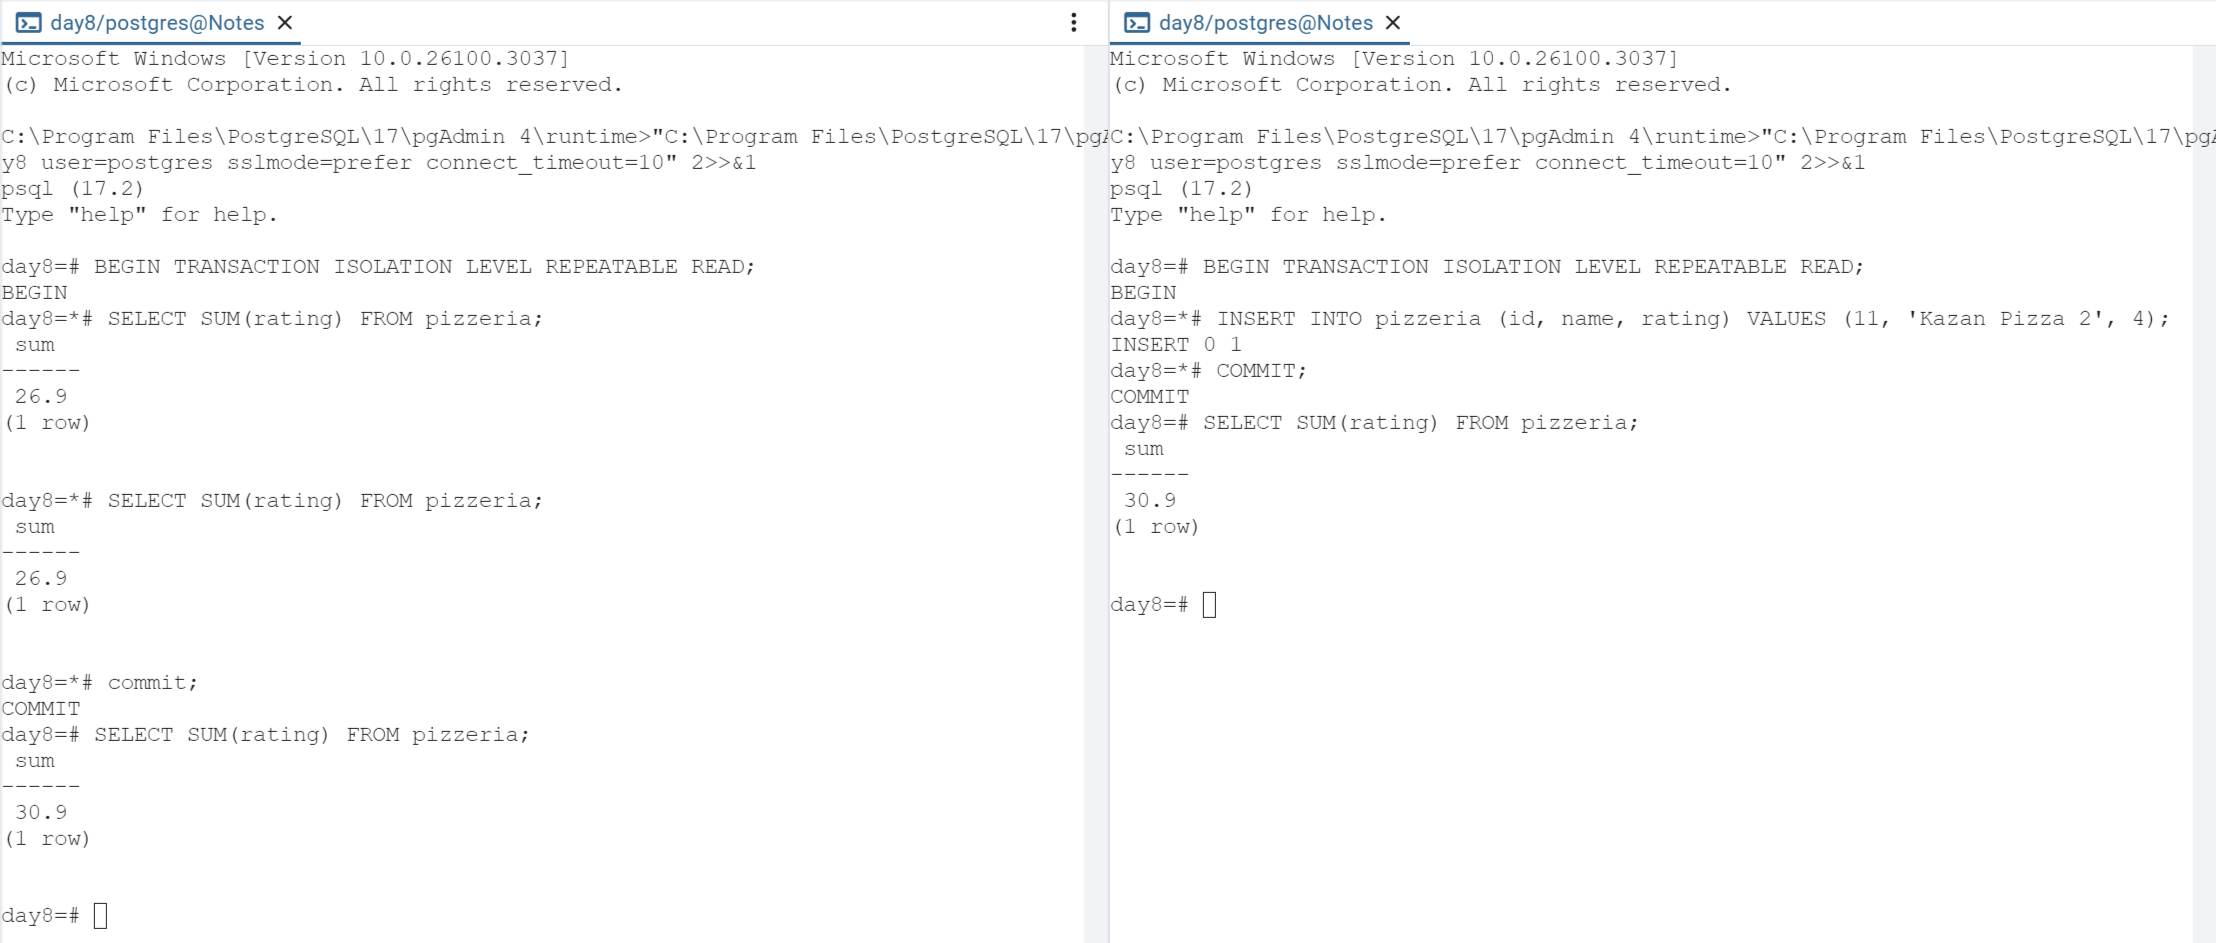 day8/postgres@Notes
Microsoft Windows [Version 10.0.26100.3037]
(c) Microsoft Corporation. All rights reserved.
C:\Program Files\PostgreSQL\17\pgAdmin 4\runtime>"C:\Program Files\PostgreSQL\17\pgA
y8 user=postgres sslmode=prefer connect_timeout=10" 2>>&1
psql (17.2)
Type "help" for help.
day8=# BEGIN TRANSACTION ISOLATION LEVEL REPEATABLE READ;
BEGIN
day8=*# SELECT SUM(rating) FROM pizzeria;
 sum
------
 26.9
(1 row)
day8=*# SELECT SUM(rating) FROM pizzeria;
 sum
------
 26.9
(1 row)
day8=*# commit;
COMMIT
day8=# SELECT SUM(rating) FROM pizzeria;
 sum
------
 30.9
(1 row)
day8=#
day8/postgres@Notes
Microsoft Windows [Version 10.0.26100.3037]
(c) Microsoft Corporation. All rights reserved.
C:\Program Files\PostgreSQL\17\pgAdmin 4\runtime>"C:\Program Files\PostgreSQL\17\pgA
y8 user=postgres sslmode=prefer connect_timeout=10" 2>>&1
psql (17.2)
Type "help" for help.
day8=# BEGIN TRANSACTION ISOLATION LEVEL REPEATABLE READ;
BEGIN
day8=*# INSERT INTO pizzeria (id, name, rating) VALUES (11, 'Kazan Pizza 2', 4);
INSERT 0 1
day8=*# COMMIT;
COMMIT
day8=# SELECT SUM(rating) FROM pizzeria;
 sum
------
 30.9
(1 row)
day8=#